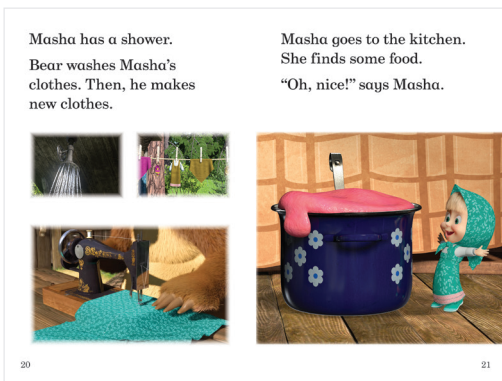 Masha has a shower.
Bear washes Masha's
clothes. Then, he makes
new clothes.
20
Masha goes to the kitchen.
She finds some food.
“Oh, nice!” says Masha.
21